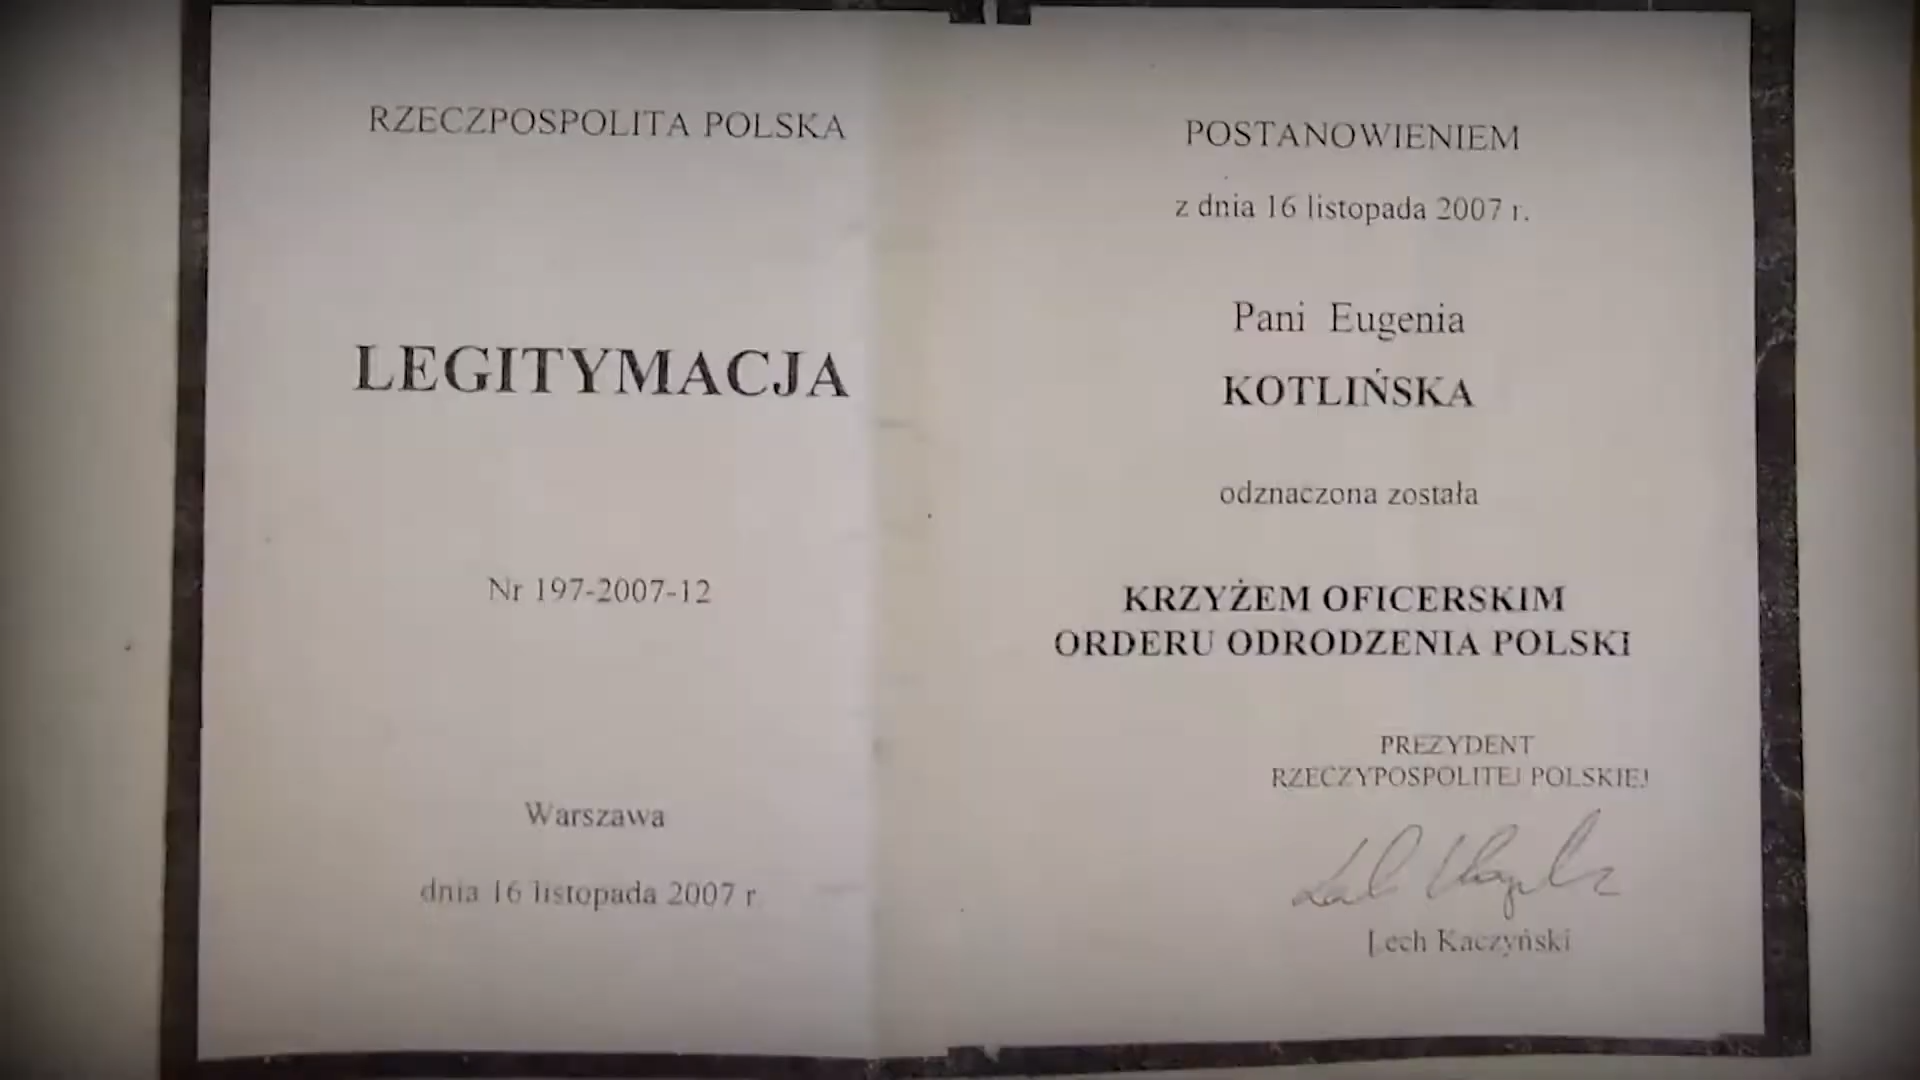 RZECZPOSPOLITA POLSKA
LEGITYMACJA
Nr 197-2007-12
Warszawa
dnia 16 listopada 2007 r.
POSTANOWIENIEM
z dnia 16 listopada 2007 r.
Pani Eugenia
KOTLIŃSKA
odznaczona została
KRZYŻEM OFICERSKIM
ORDERU ODRODZENIA POLSKI
PREZYDENT
RZECZYPOSPOLITEJ POLSKIEJ
Lech Kaczyński